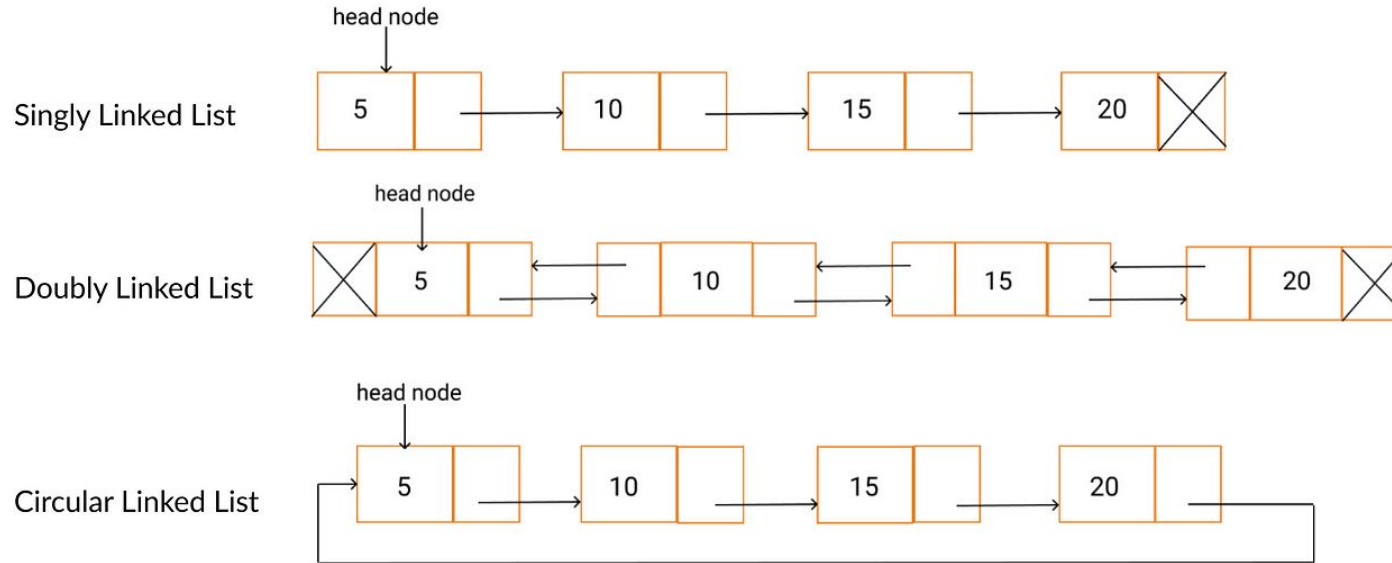 head node
Singly Linked List
5 10 15 20
head node
Doubly Linked List
5 10 15 20
head node
Circular Linked List
5 10 15 20